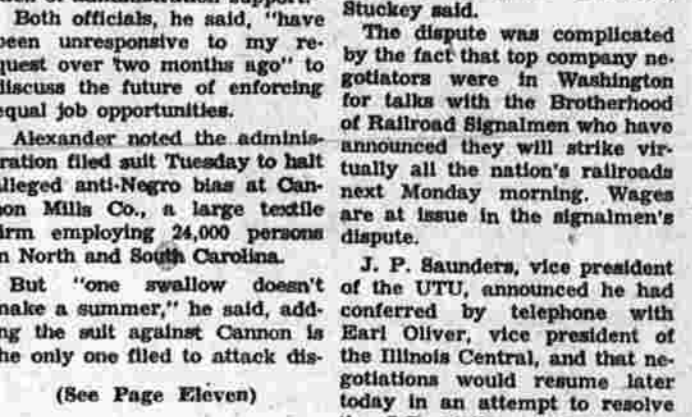 Both officials, he said, "have
been unresponsive to my re-
quest over two months ago" to
discuss the future of enforcing
equal job opportunities.
Alexander noted the adminis-
ration filed suit Tuesday to halt
alleged anti-Negro bias at Can-
non Mills Co., a large textile
firm employing 24,000 persons
in North and South Carolina.
But "one swallow doesn't
make a summer," he said, add-
ing the suit against Cannon is
the only one filed to attack dis-
(See Page Eleven)
Stuckey said.
The dispute was complicated
by the fact that top company ne-
gotiators were in Washington
for talks with the Brotherhood
of Railroad Signalmen who have
announced they will strike vir-
tually all the nation's railroads
next Monday morning. Wages
are at issue in the signalmen's
dispute.
J. P. Saunders, vice president
of the UTU, announced he had
conferred by telephone with
Earl Oliver, vice president of
the Illinois Central, and that ne-
gotiations would resume later
today in an attempt to resolve